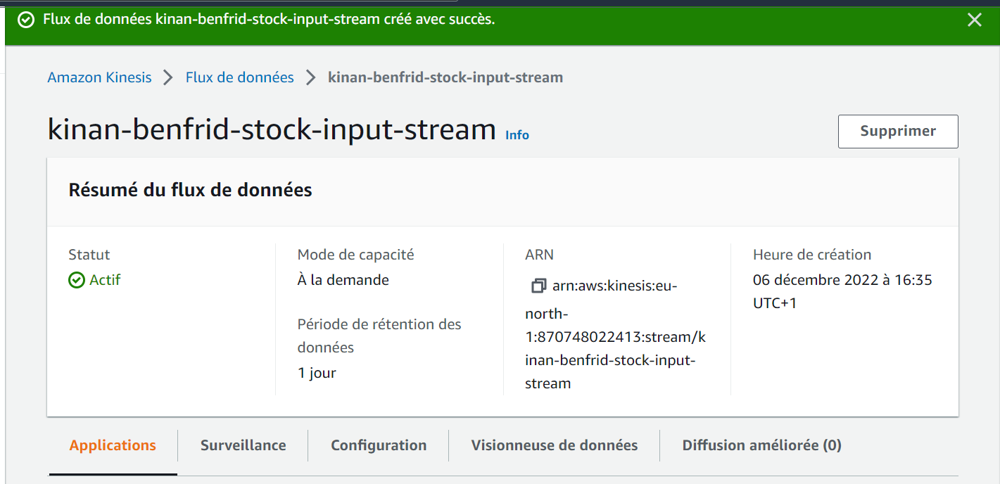 Flux de données kinan-benfrid-stock-input-stream créé avec succès.
Amazon Kinesis > Flux de données > kinan-benfrid-stock-input-stream
kinan-benfrid-stock-input-stream Info
Supprimer
Résumé du flux de données
Statut
Actif
Mode de capacité
À la demande
Période de rétention des
données
1 jour
ARN
arn:aws:kinesis:eu-
north-
1:870748022413:stream/k
inan-benfrid-stock-input-
stream
Heure de création
06 décembre 2022 à 16:35
UTC+1
Applications Surveillance Configuration Visionneuse de données Diffusion améliorée (0)